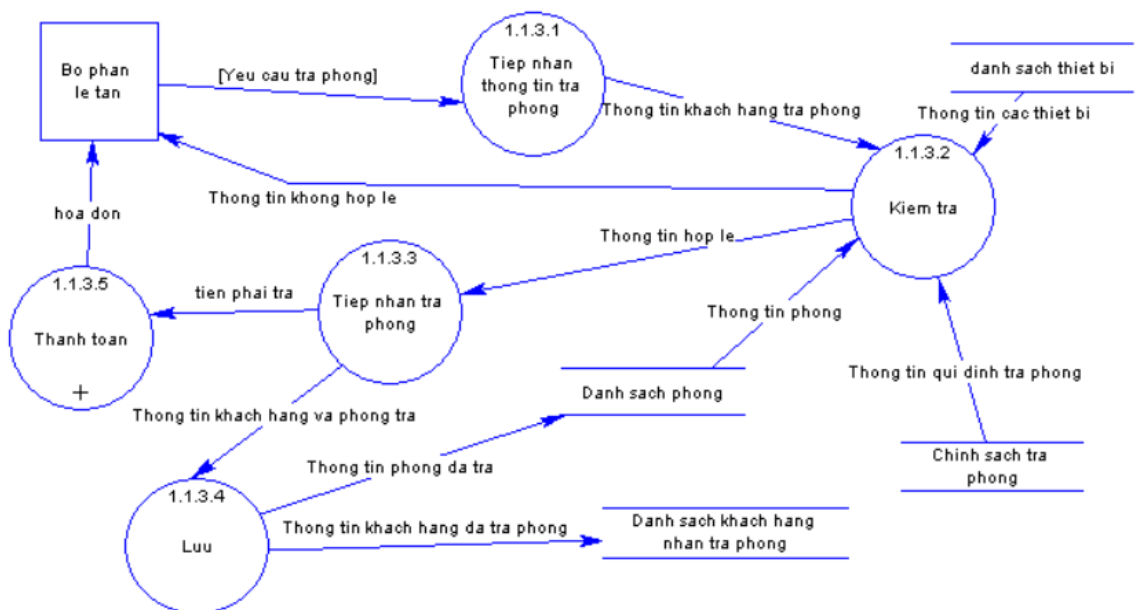 1.1.3.1
Bo phan
le tan
[Yeu cau tra phong]
Tiep nhan
thong tin tra
phong
danh sach thiet bi
Thong tin khach hang tra phong
Thong tin cac thiet bi
1.1.3.2
Kiem tra
Thong tin khong hop le
hoa don
Thong tin hop le
1.1.3.3
Tiep nhan tra
phong
1.1.3.5
Thanh toan
+
tien phai tra
Thong tin phong
Thong tin qui dinh tra phong
Danh sach phong
Thong tin khach hang va phong tra
Chinh sach tra
phong
Thong tin phong da tra
1.1.3.4
Luu
Thong tin khach hang da tra phong
Danh sach khach hang
nhan tra phong